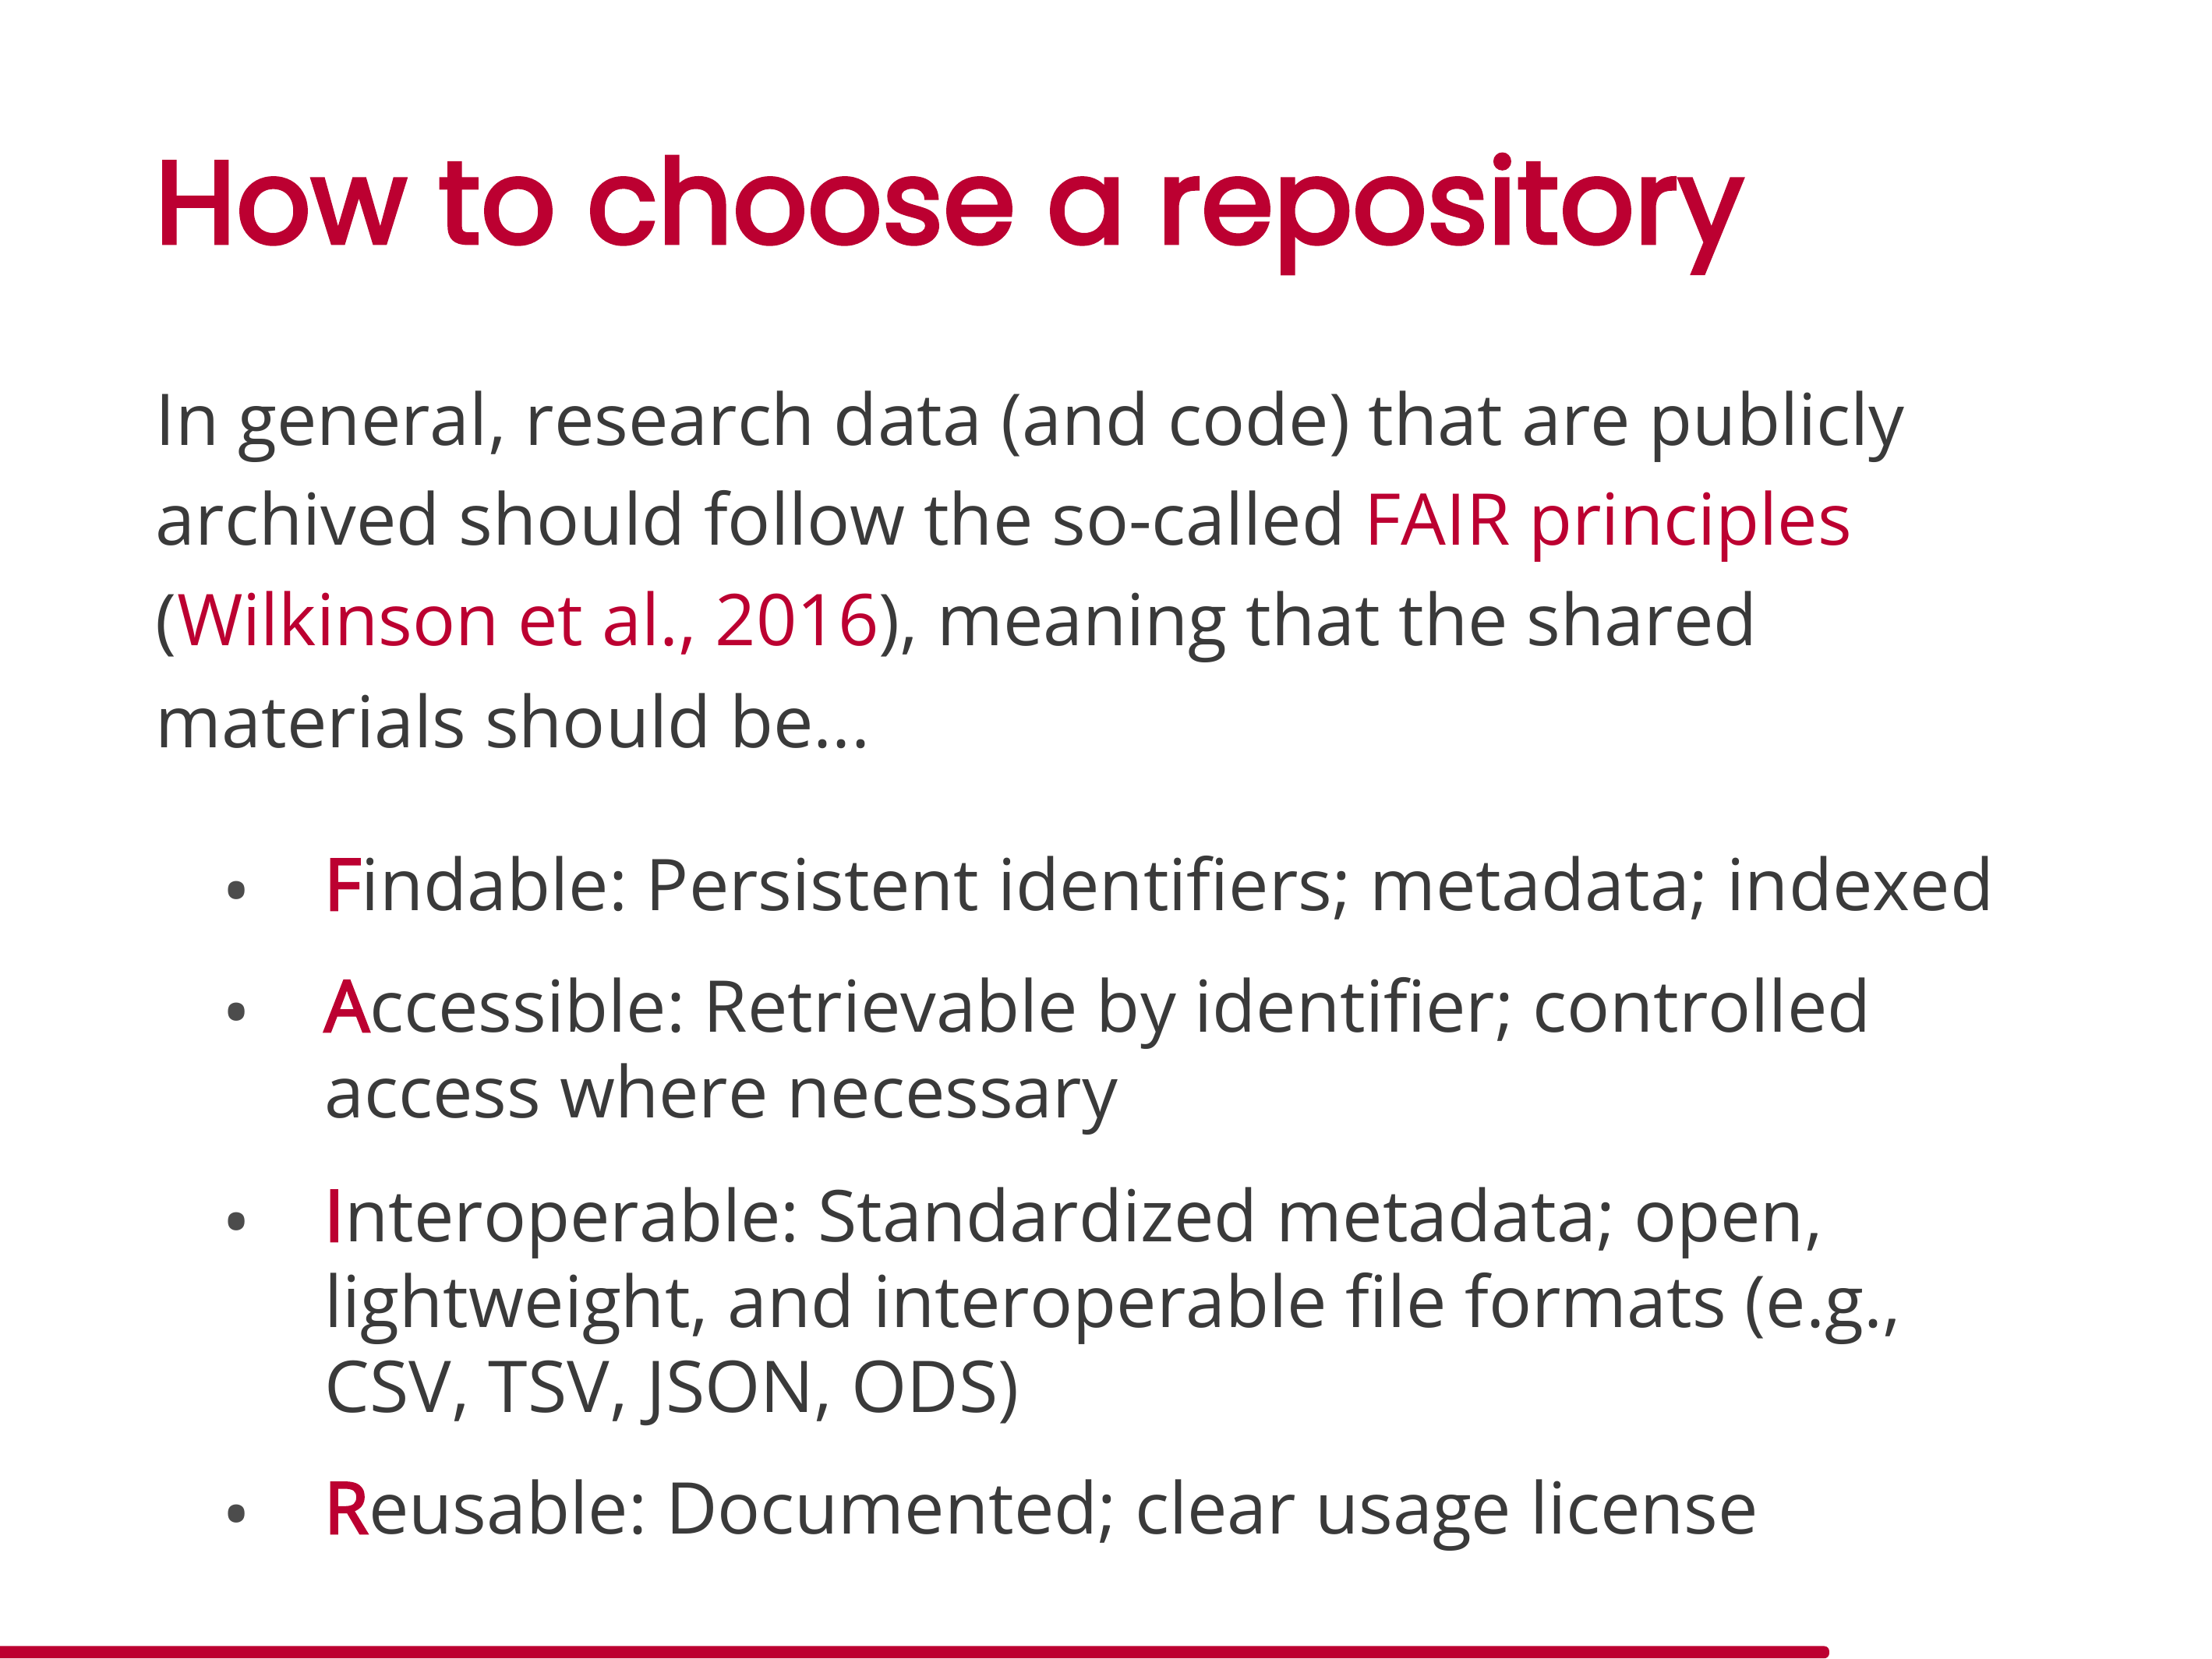 How to choose a repository
In general, research data (and code) that are publicly
archived should follow the so-called FAIR principles
(Wilkinson et al., 2016), meaning that the shared
materials should be…
• Findable: Persistent identifiers; metadata; indexed
• Accessible: Retrievable by identifier; controlled
access where necessary
• Interoperable: Standardized metadata; open,
lightweight, and interoperable file formats (e.g.,
CSV, TSV, JSON, ODS)
• Reusable: Documented; clear usage license